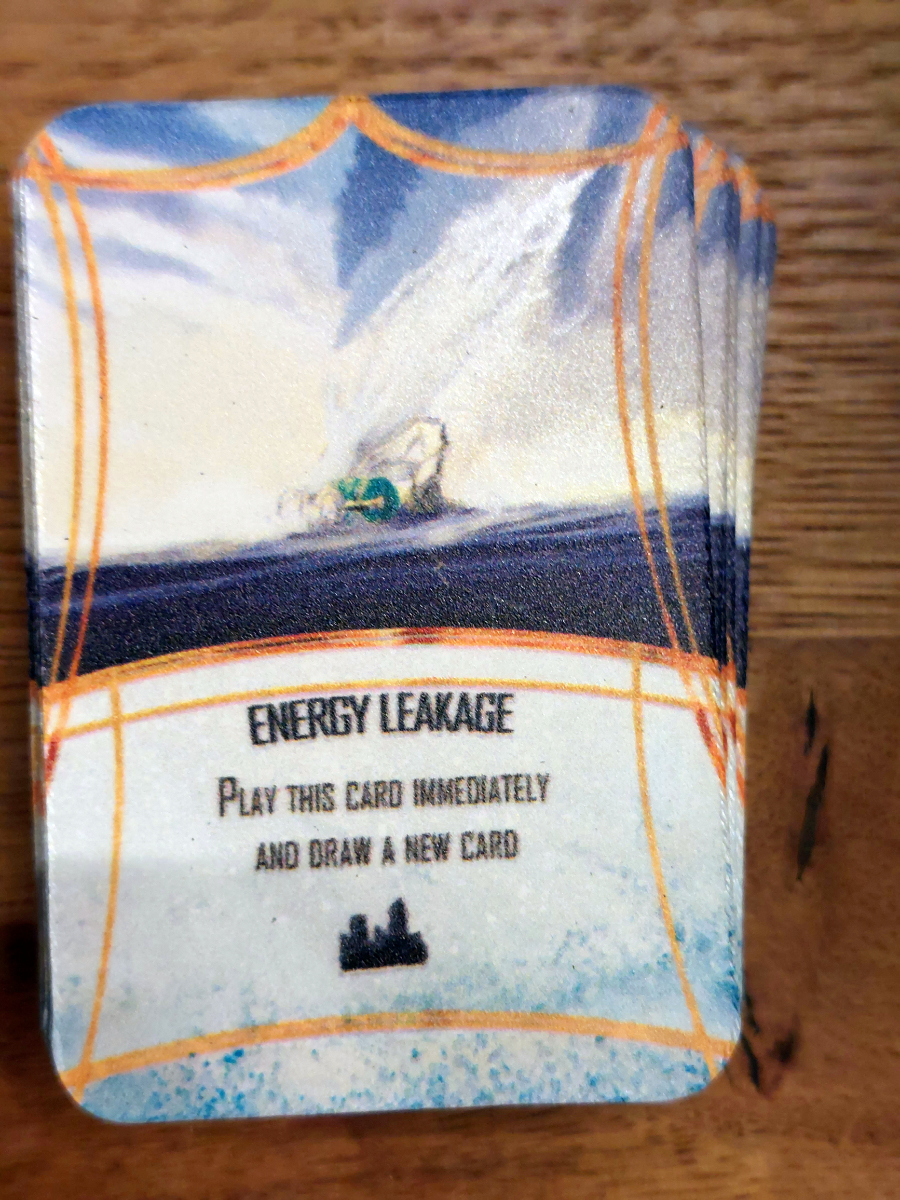 ENERGY LEAKAGE
PLAY THIS CARD IMMEDIATELY
AND DRAW A NEW CARD